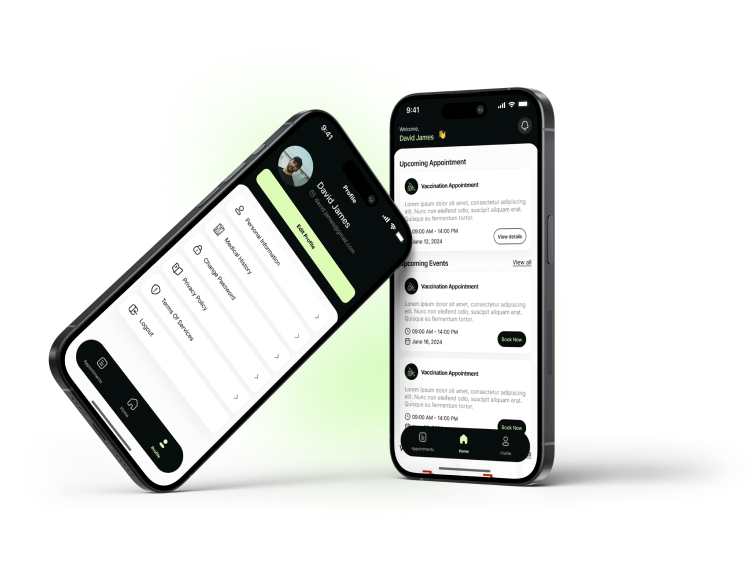 9:41
Profile
David James
david.james@gmail.com
Edit Profile
Personal Information
Medical History
Change Password
Privacy Policy
Terms Of Services
Logout
Appointments
Home
Profile
9:41
Welcome,
David James 👋
Upcoming Appointment
Vaccination Appointment
Lorem ipsum dolor sit amet, consectetur adipiscing
elit. Nunc non eleifend odio, suscipit aliquam erat.
Quisque eu fermentum tortor.
09:00 AM - 14:00 PM
June 12, 2024
View details
Upcoming Events
View all
Vaccination Appointment
Lorem ipsum dolor sit amet, consectetur adipiscing
elit. Nunc non eleifend odio, suscipit aliquam erat.
Quisque eu fermentum tortor.
09:00 AM - 14:00 PM
June 16, 2024
Book Now
Vaccination Appointment
Lorem ipsum dolor sit amet, consectetur adipiscing
elit. Nunc non eleifend odio, suscipit aliquam erat.
Quisque eu fermentum tortor.
09:00 AM - 14:00 PM
Book Now
Appointments
Home
Profile